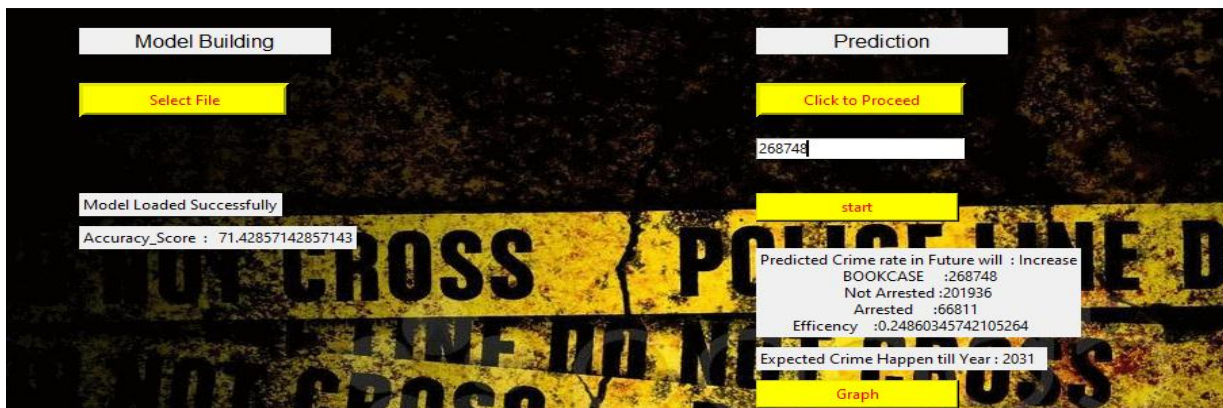 Model Building
Select File
Model Loaded Successfully
Accuracy_Score : 71.42857142857143
Prediction
Click to Proceed
268748
start
Predicted Crime rate in Future will : Increase
BOOKCASE :268748
Not Arrested :201936
Arrested :66811
Efficency :0.24860345742105264
Expected Crime Happen till Year : 2031
Graph
NOT CROSS
POLICE LINE D
LINE DO NOT CROSS
NOT CROSS